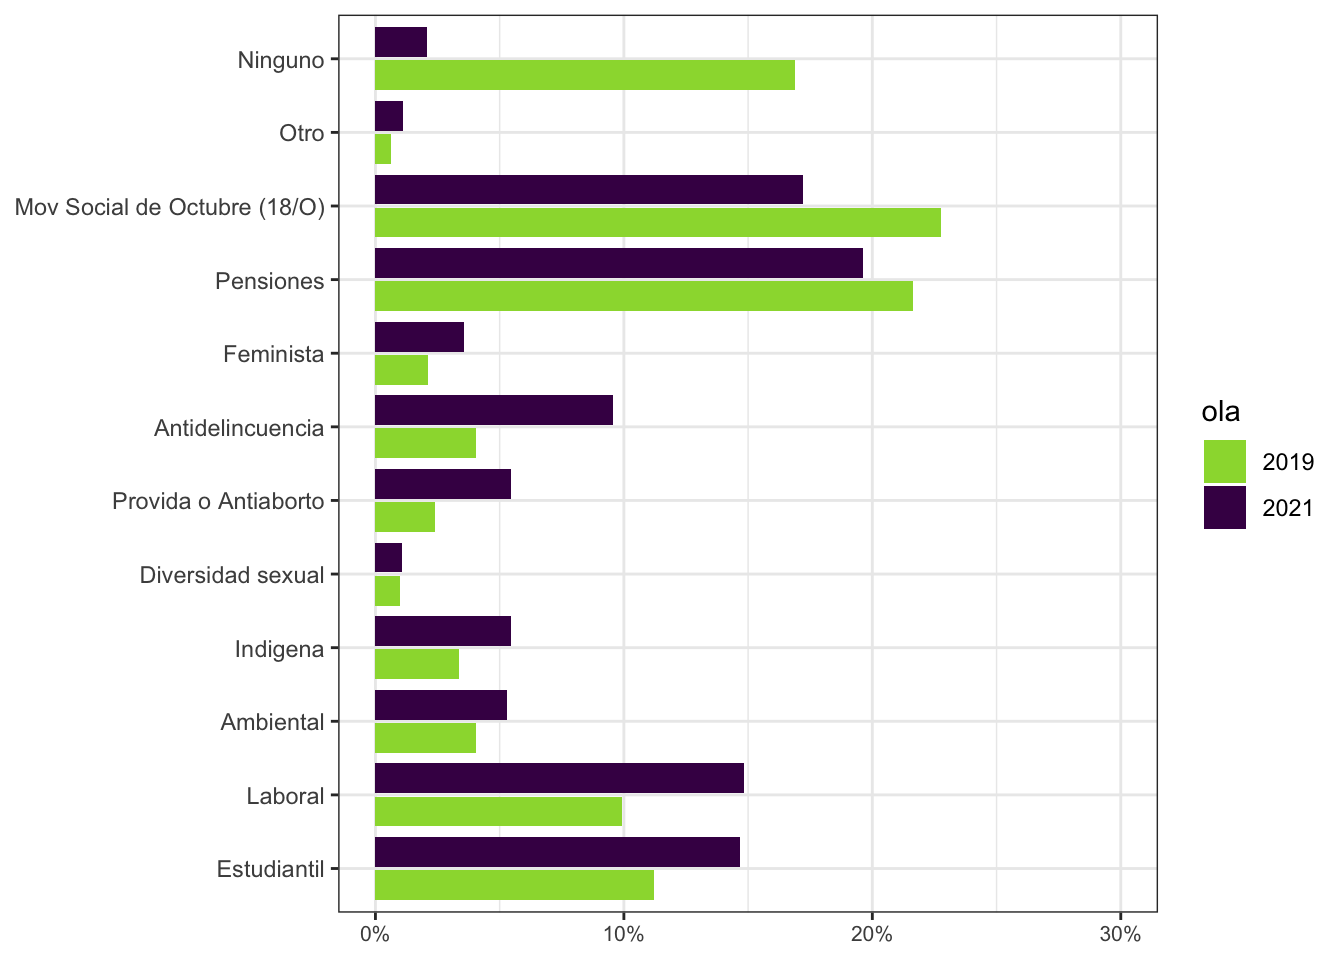 Ninguno
Otro
Mov Social de Octubre (18/O)
Pensiones
Feminista
Antidelincuencia
Provida o Antiaborto
Diversidad sexual
Indigena
Ambiental
Laboral
Estudiantil
0% 10% 20% 30%
ola
2019
2021